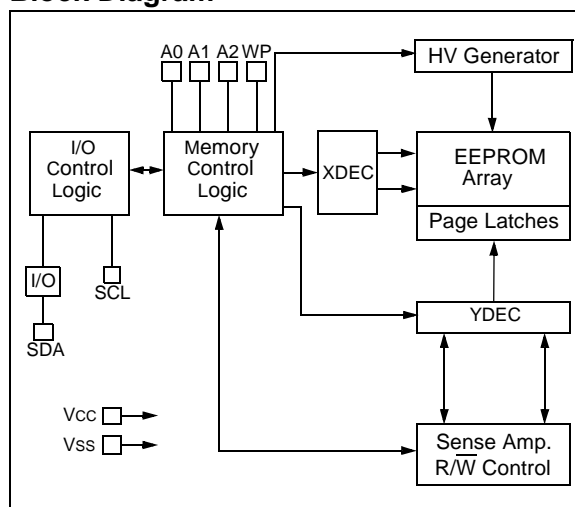 Block Diagram
A0 A1 A2 WP
HV Generator
I/O
Control
Logic
Memory
Control
Logic
XDEC
EEPROM
Array
Page Latches
I/O
SCL
SDA
YDEC
VCC
VSS
Sense Amp.
R/W̅ Control